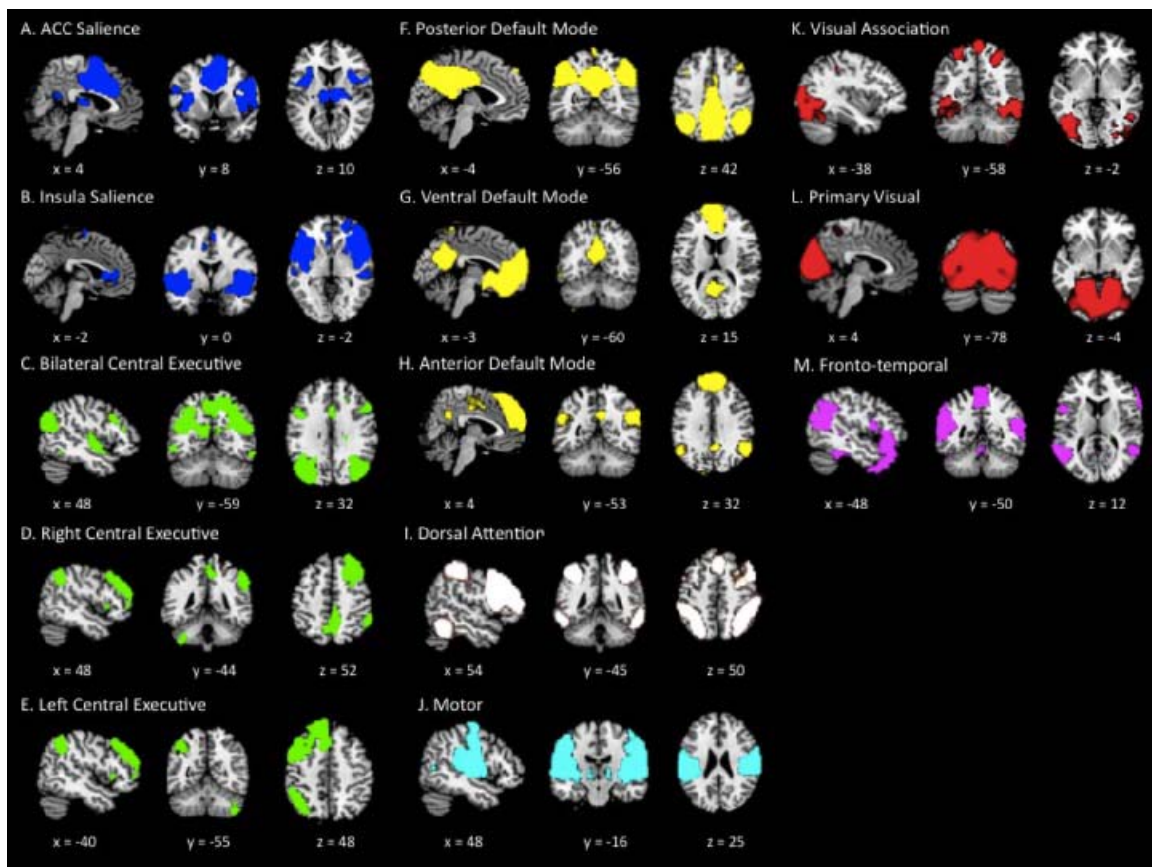 A. ACC Salience
x = 4 y = 8 z = 10
B. Insula Salience
x = -2 y = 0 z = -2
C. Bilateral Central Executive
x = 48 y = -59 z = 32
D. Right Central Executive
x = 48 y = -44 z = 52
E. Left Central Executive
x = -40 y = -55 z = 48
F. Posterior Default Mode
x = -4 y = -56 z = 42
G. Ventral Default Mode
x = -3 y = -60 z = 15
H. Anterior Default Mode
x = 4 y = -53 z = 32
I. Dorsal Attention
x = 54 y = -45 z = 50
J. Motor
x = 48 y = -16 z = 25
K. Visual Association
x = -38 y = -58 z = -2
L. Primary Visual
x = 4 y = -78 z = -4
M. Fronto-temporal
x = -48 y = -50 z = 12